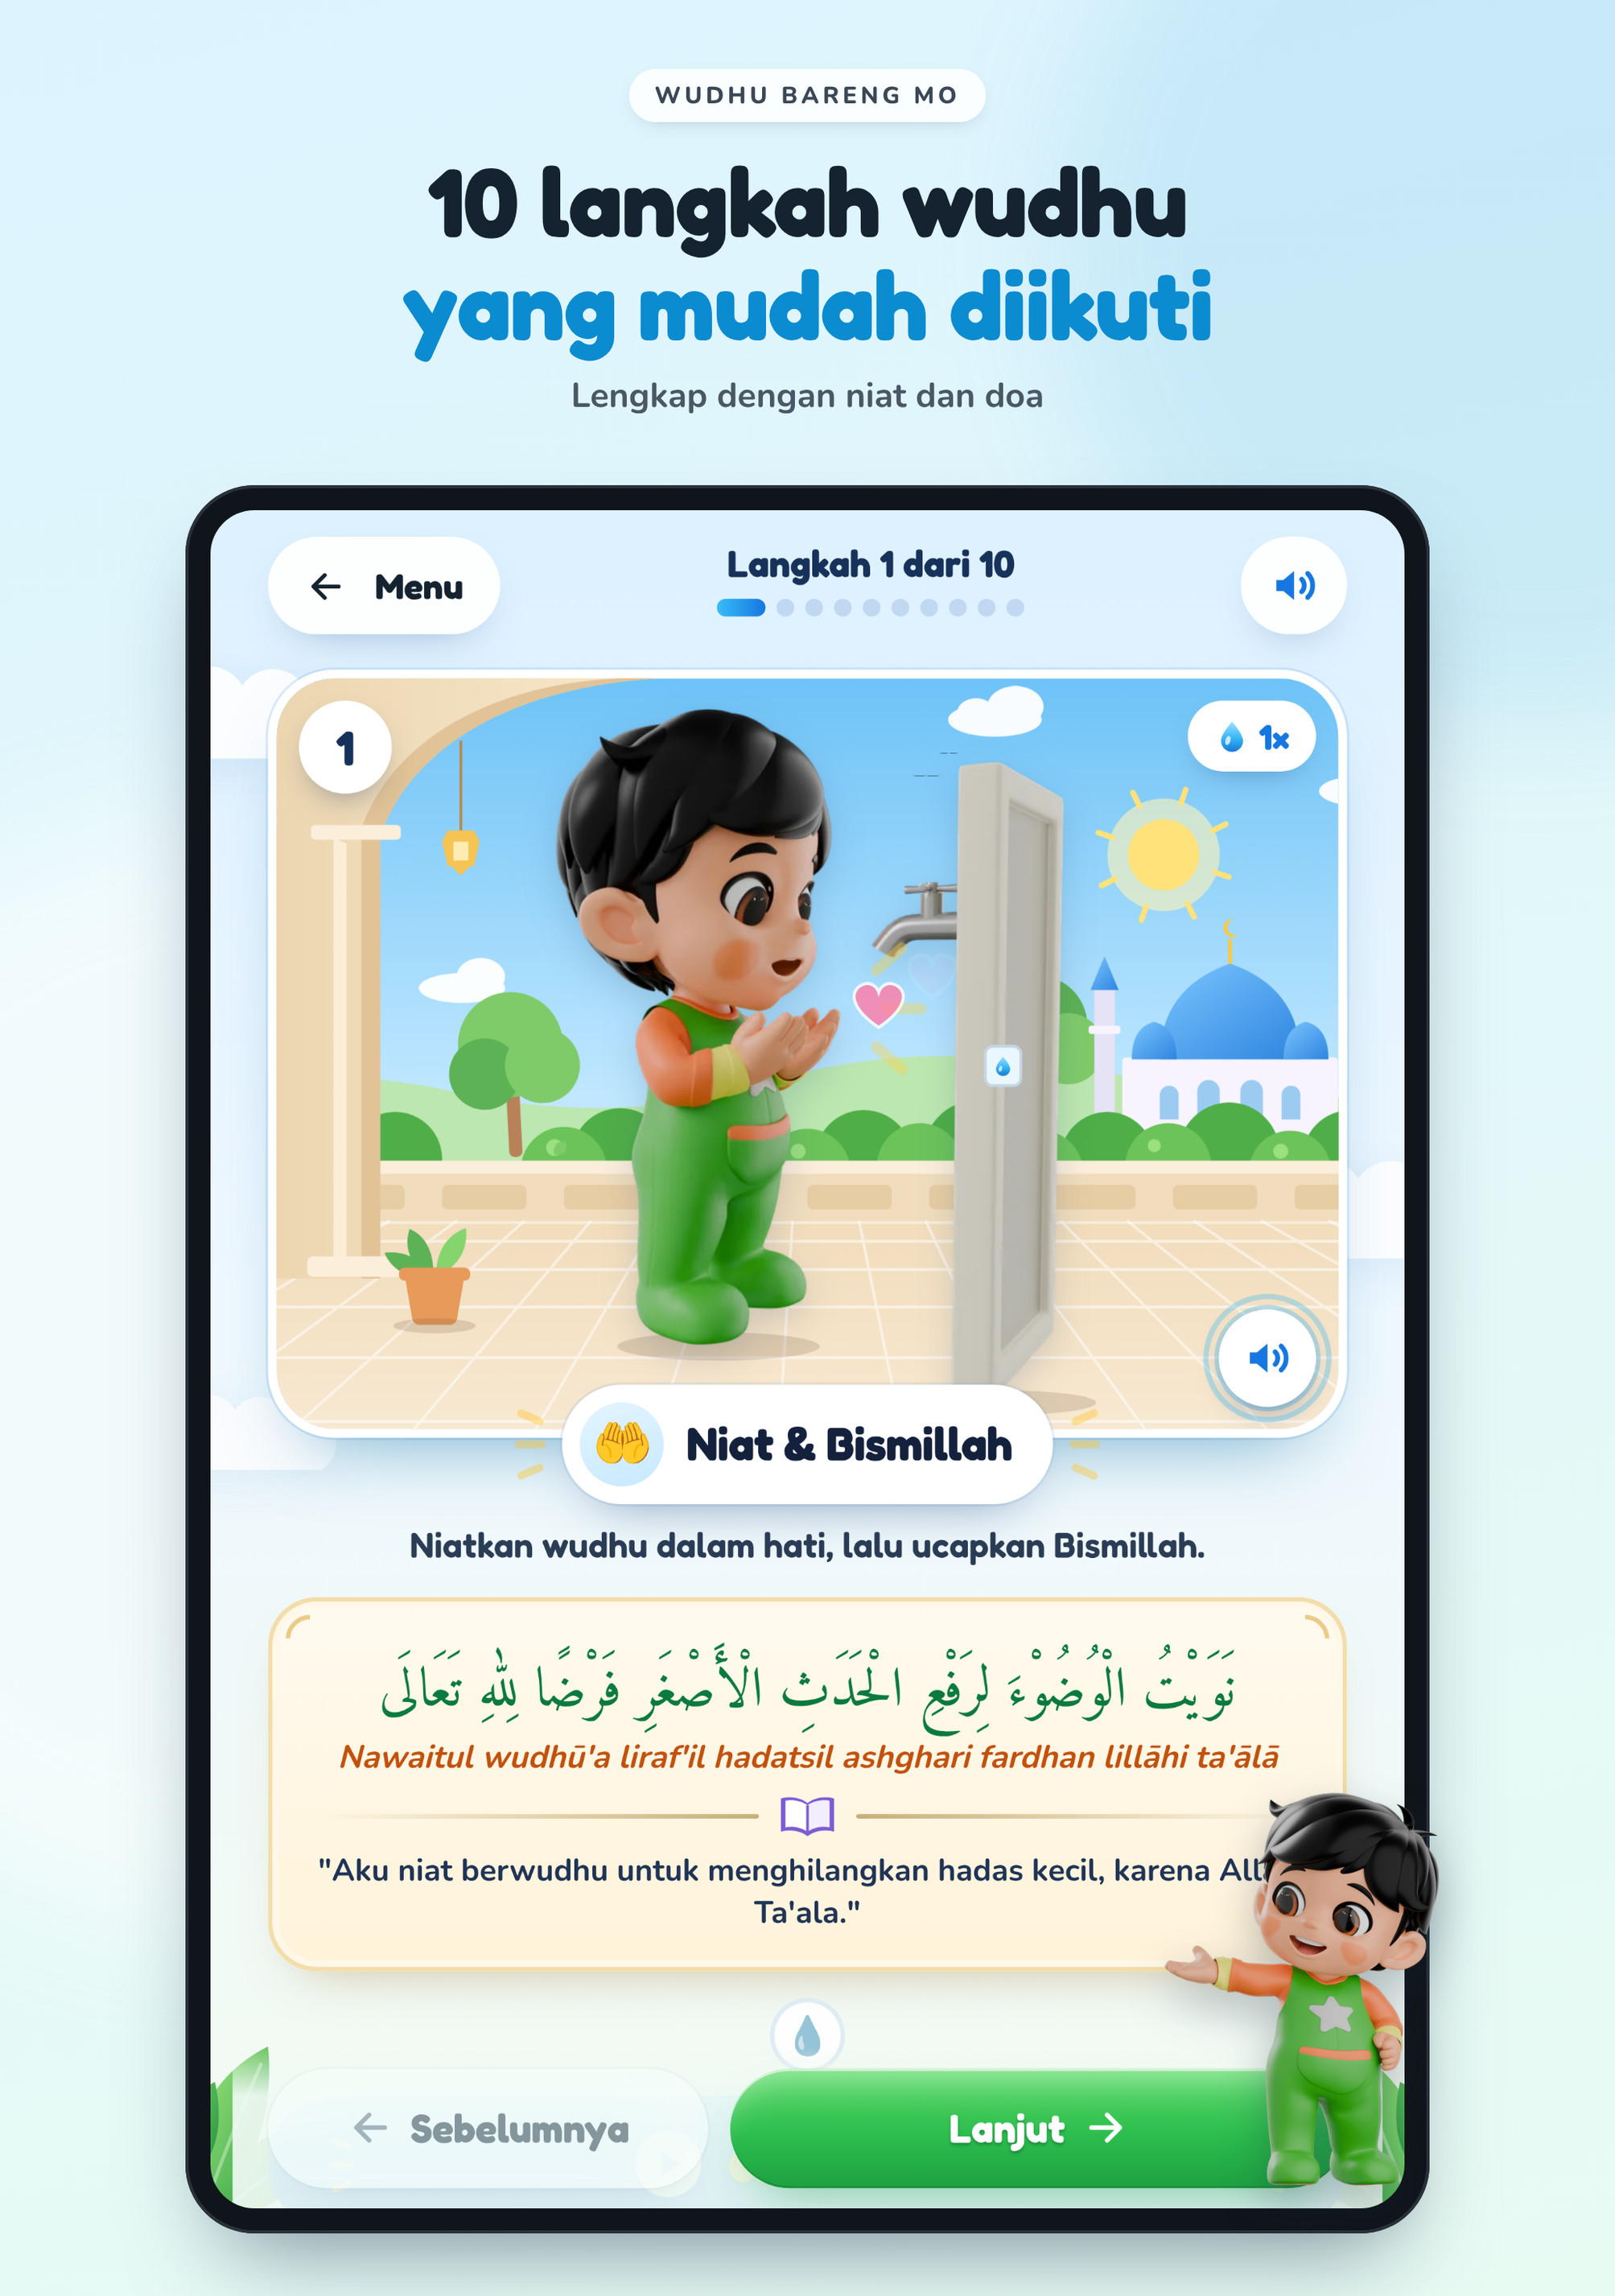 WUDHU BARENG MO
10 langkah wudhu
yang mudah diikuti
Lengkap dengan niat dan doa
Menu
Langkah 1 dari 10
1
1x
Niat & Bismillah
Niatkan wudhu dalam hati, lalu ucapkan Bismillah.
نَوَيْتُ الْوُضُوْءَ لِرَفْعِ الْحَدَثِ الْأَصْغَرِ فَرْضًا لِلّٰهِ تَعَالَى
Nawaitul wudhū'a liraf'il hadatsil ashghari fardhan lillāhi ta'ālā
"Aku niat berwudhu untuk menghilangkan hadas kecil, karena
Ta'ala."
Sebelumnya
Lanjut